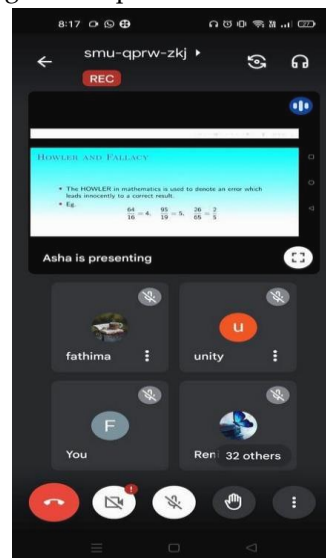 8:17
smu-qprw-zkj
REC
HOWLER AND FALLACY
• The HOWLER in mathematics is used to denote an error which
leads innocently to a correct result.
• Eg.
64/16 = 4, 95/19 = 5, 26/65 = 2/5
Asha is presenting
fathima
u
unity
F
You
Ren
32 others